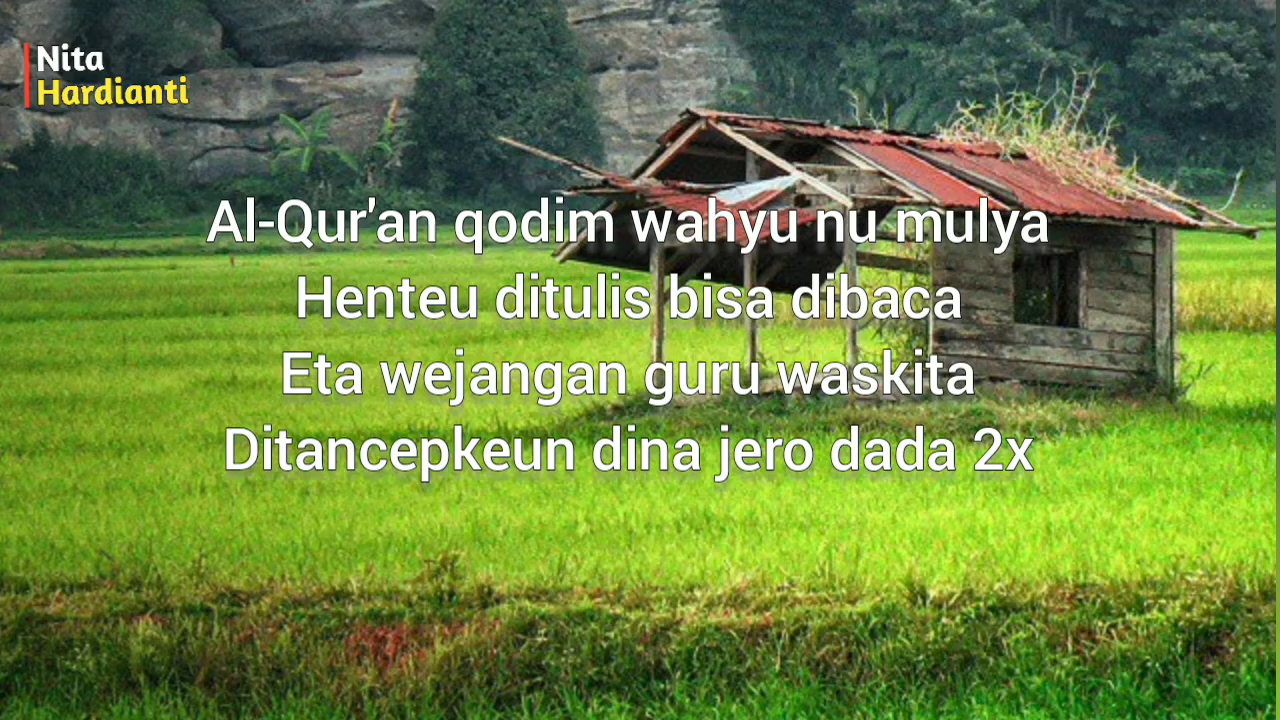 Nita
Hardianti
Al-Qur'an qodim wahyu nu mulya
Henteu ditulis bisa dibaca
Eta wejangan guru waskita
Ditancepkeun dina jero dada 2x